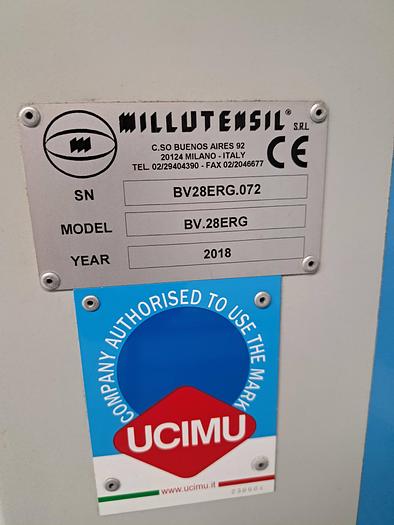 MILLUTENSIL® S.R.L
C.SO BUENOS AIRES 92
20124 MILANO - ITALY
TEL. 02/29404390 - FAX 02/2046677
CE
SN BV28ERG.072
MODEL BV.28ERG
YEAR 2018
COMPANY AUTHORISED TO USE THE MARK
UCIMU
www.ucimu.it